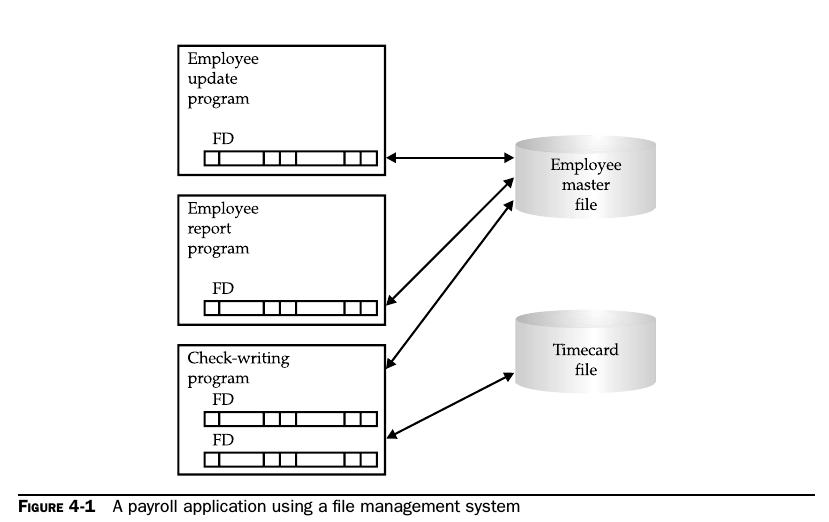 Employee
update
program
FD
Employee
master
file
Employee
report
program
FD
Check-writing
program
FD
FD
Timecard
file
FIGURE 4-1 A payroll application using a file management system